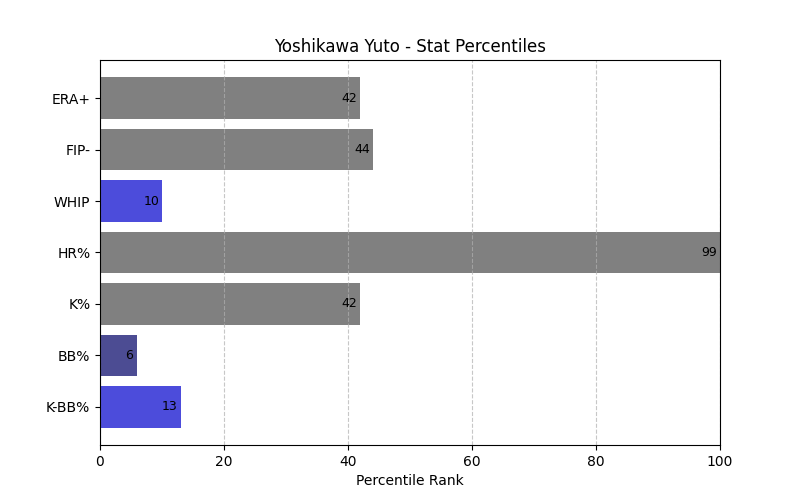 Yoshikawa Yuto - Stat Percentiles
ERA+ 42
FIP- 44
WHIP 10
HR% 99
K% 42
BB% 6
K-BB% 13
0 20 40 60 80 100
Percentile Rank